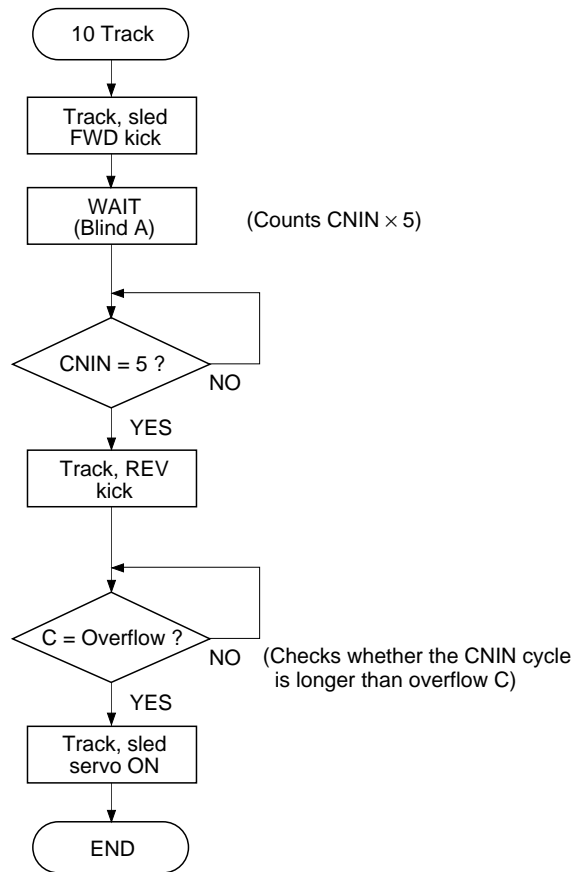 10 Track
Track, sled
FWD kick
WAIT
(Blind A)
(Counts CNIN × 5)
CNIN = 5 ?
NO
YES
Track, REV
kick
C = Overflow ?
NO
(Checks whether the CNIN cycle
is longer than overflow C)
YES
Track, sled
servo ON
END